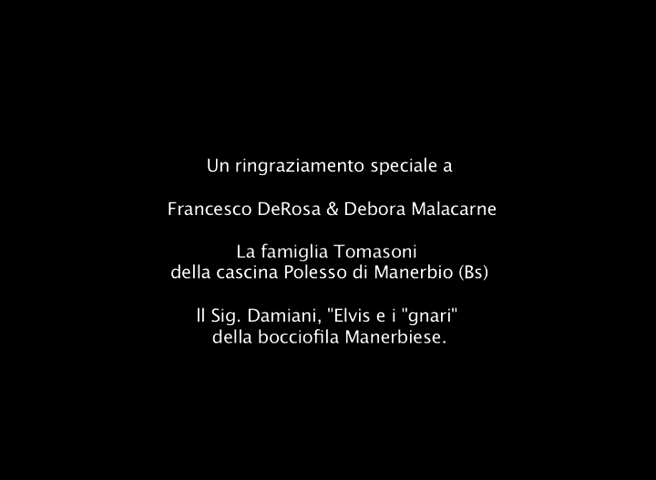 Un ringraziamento speciale a
Francesco DeRosa & Debora Malacarne
La famiglia Tomasoni
della cascina Polesso di Manerbio (Bs)
Il Sig. Damiani, "Elvis e i "gnari"
della bocciofila Manerbiese.